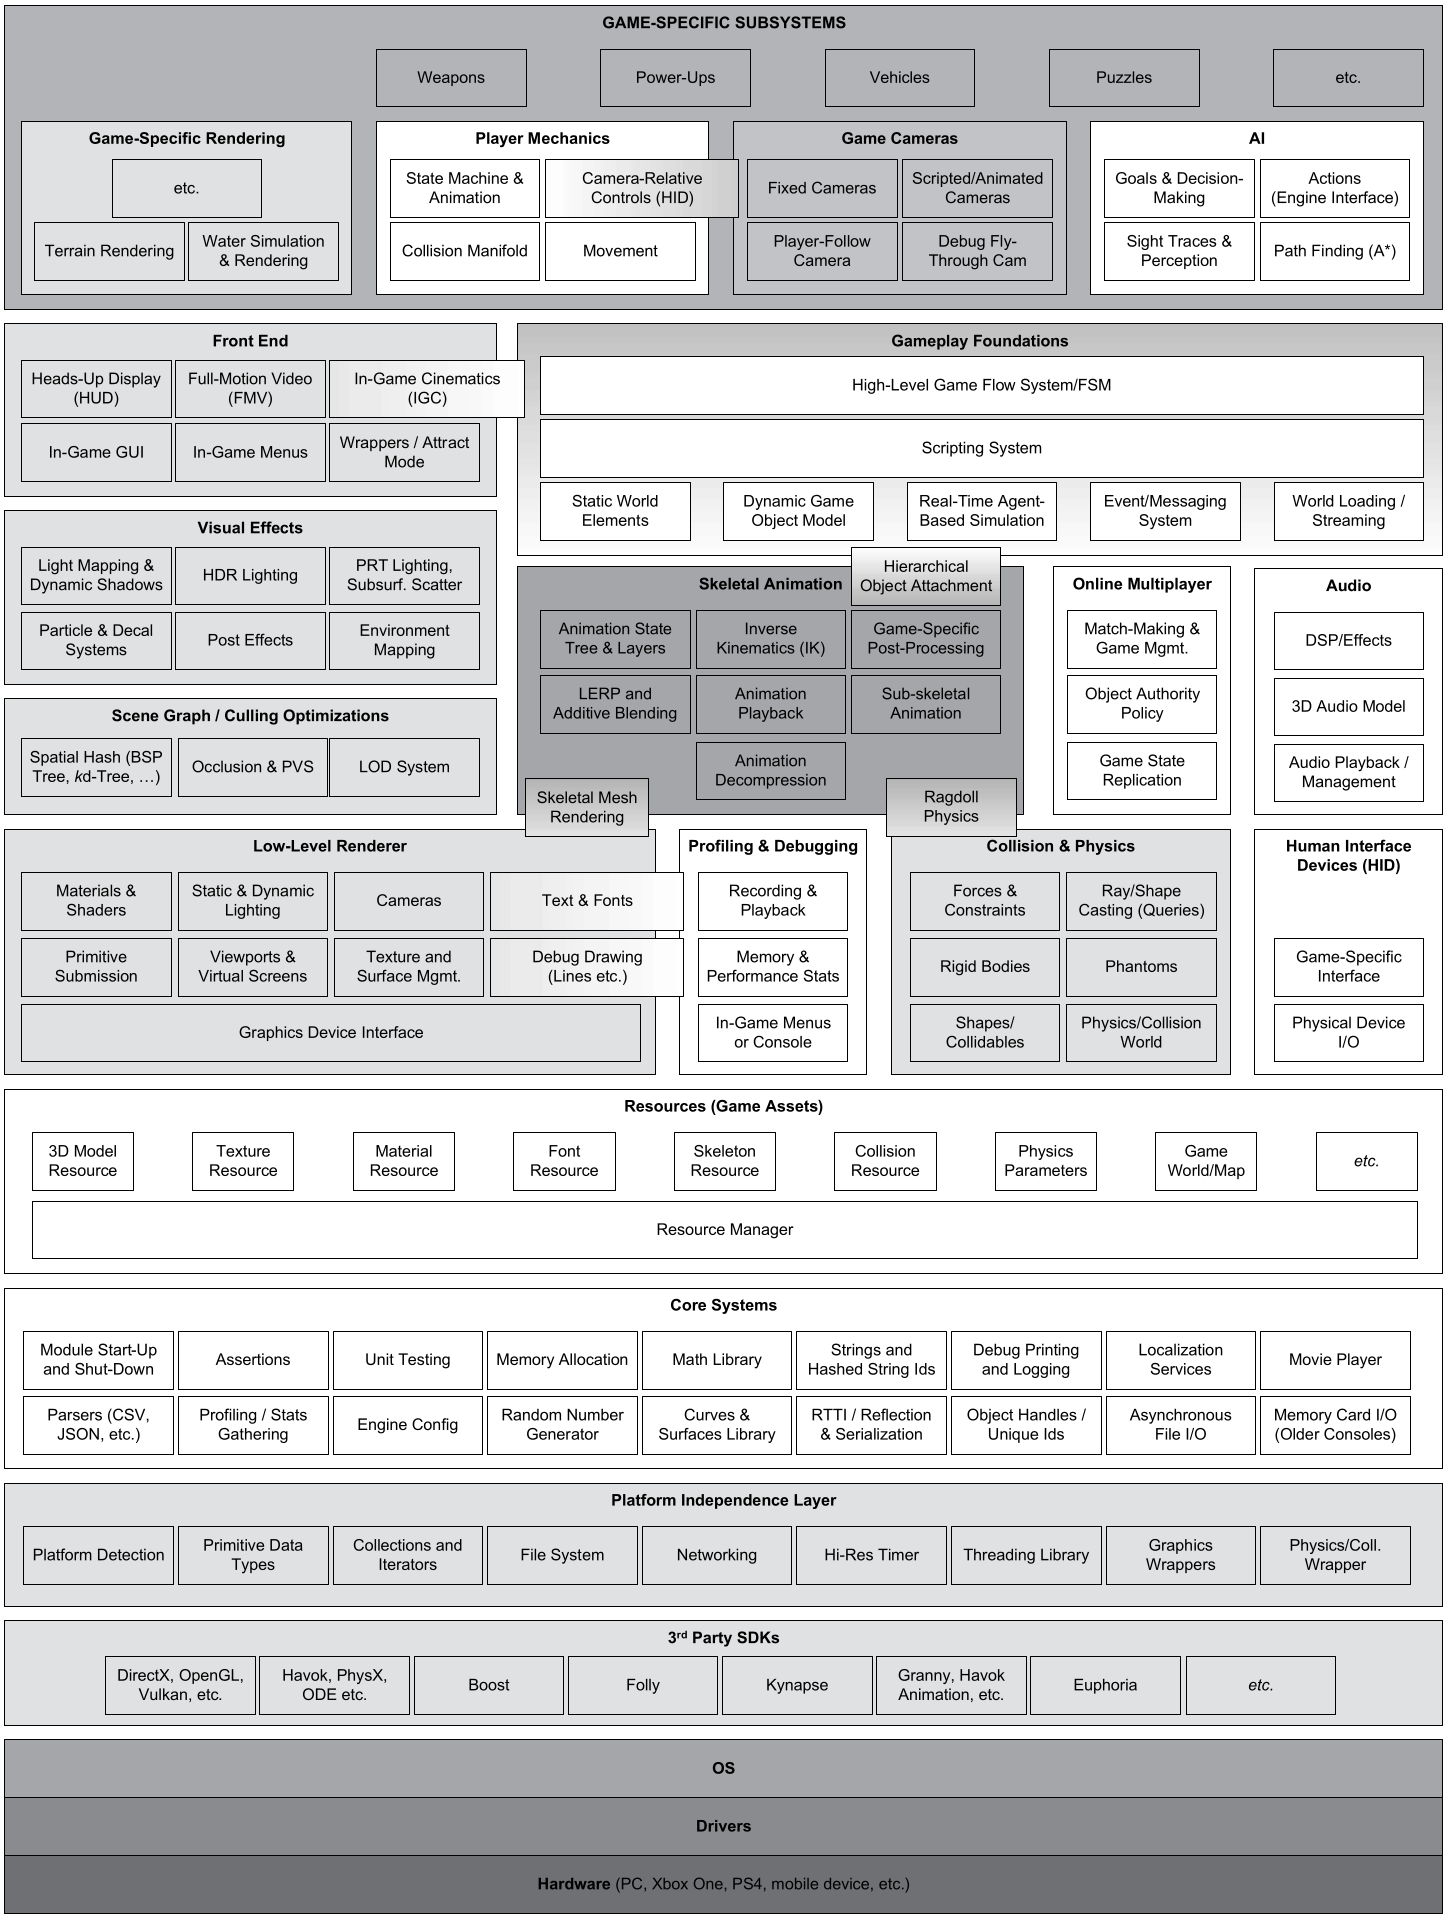 GAME-SPECIFIC SUBSYSTEMS
Weapons
Power-Ups
Vehicles
Puzzles
etc.
Game-Specific Rendering
etc.
Terrain Rendering
Water Simulation
& Rendering
Player Mechanics
State Machine &
Animation
Camera-Relative
Controls (HID)
Collision Manifold
Movement
Game Cameras
Fixed Cameras
Scripted/Animated
Cameras
Player-Follow
Camera
Debug Fly-
Through Cam
AI
Goals & Decision-
Making
Actions
(Engine Interface)
Sight Traces &
Perception
Path Finding (A*)
Front End
Heads-Up Display
(HUD)
Full-Motion Video
(FMV)
In-Game Cinematics
(IGC)
In-Game GUI
In-Game Menus
Wrappers / Attract
Mode
Gameplay Foundations
High-Level Game Flow System/FSM
Scripting System
Static World
Elements
Dynamic Game
Object Model
Real-Time Agent-
Based Simulation
Event/Messaging
System
World Loading /
Streaming
Visual Effects
Light Mapping &
Dynamic Shadows
HDR Lighting
PRT Lighting,
Subsurf. Scatter
Particle & Decal
Systems
Post Effects
Environment
Mapping
Skeletal Animation
Hierarchical
Object Attachment
Animation State
Tree & Layers
Inverse
Kinematics (IK)
Game-Specific
Post-Processing
LERP and
Additive Blending
Animation
Playback
Sub-skeletal
Animation
Animation
Decompression
Skeletal Mesh
Rendering
Ragdoll
Physics
Online Multiplayer
Match-Making &
Game Mgmt.
Object Authority
Policy
Game State
Replication
Audio
DSP/Effects
3D Audio Model
Audio Playback /
Management
Scene Graph / Culling Optimizations
Spatial Hash (BSP
Tree, kd-Tree, …)
Occlusion & PVS
LOD System
Low-Level Renderer
Materials &
Shaders
Static & Dynamic
Lighting
Cameras
Text & Fonts
Primitive
Submission
Viewports &
Virtual Screens
Texture and
Surface Mgmt.
Debug Drawing
(Lines etc.)
Graphics Device Interface
Profiling & Debugging
Recording &
Playback
Memory &
Performance Stats
In-Game Menus
or Console
Collision & Physics
Forces &
Constraints
Ray/Shape
Casting (Queries)
Rigid Bodies
Phantoms
Shapes/
Collidables
Physics/Collision
World
Human Interface
Devices (HID)
Game-Specific
Interface
Physical Device
I/O
Resources (Game Assets)
3D Model
Resource
Texture
Resource
Material
Resource
Font
Resource
Skeleton
Resource
Collision
Resource
Physics
Parameters
Game
World/Map
etc.
Resource Manager
Core Systems
Module Start-Up
and Shut-Down
Assertions
Unit Testing
Memory Allocation
Math Library
Strings and
Hashed String Ids
Debug Printing
and Logging
Localization
Services
Movie Player
Parsers (CSV,
JSON, etc.)
Profiling / Stats
Gathering
Engine Config
Random Number
Generator
Curves &
Surfaces Library
RTTI / Reflection
& Serialization
Object Handles /
Unique Ids
Asynchronous
File I/O
Memory Card I/O
(Older Consoles)
Platform Independence Layer
Platform Detection
Primitive Data
Types
Collections and
Iterators
File System
Networking
Hi-Res Timer
Threading Library
Graphics
Wrappers
Physics/Coll.
Wrapper
3rd Party SDKs
DirectX, OpenGL,
Vulkan, etc.
Havok, PhysX,
ODE etc.
Boost
Folly
Kynapse
Granny, Havok
Animation, etc.
Euphoria
etc.
OS
Drivers
Hardware (PC, Xbox One, PS4, mobile device, etc.)